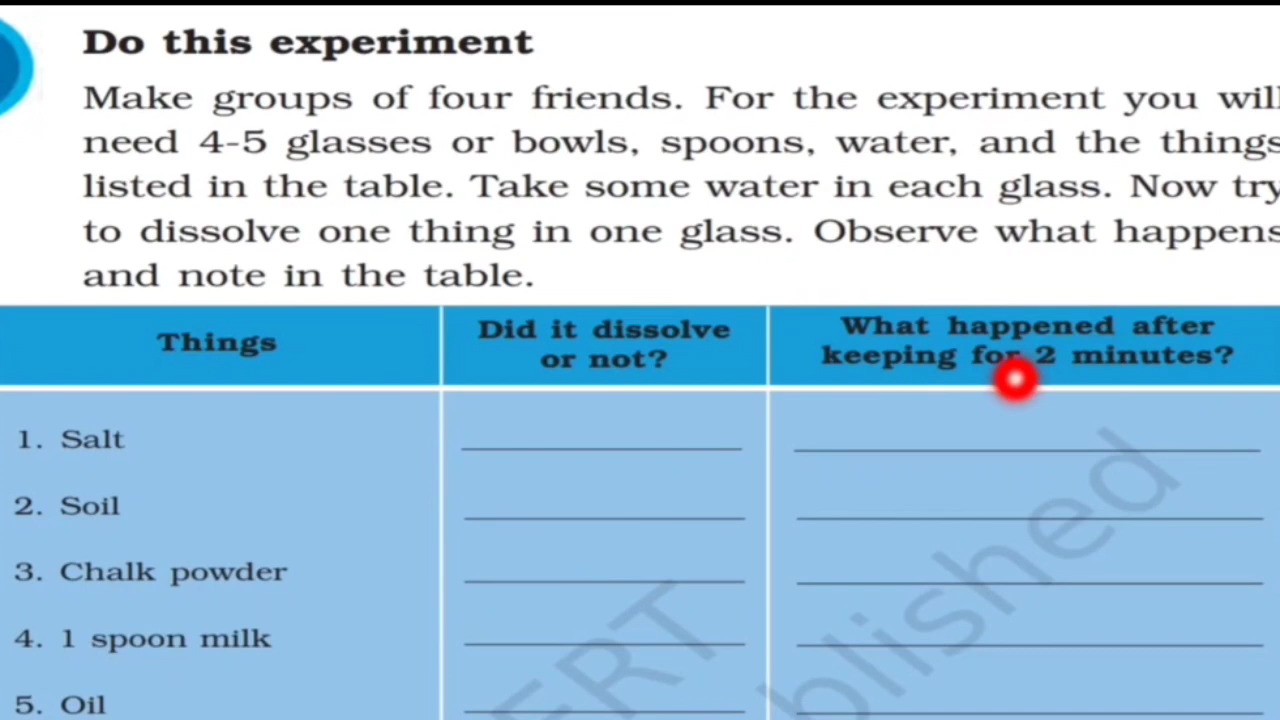 Do this experiment
Make groups of four friends. For the experiment you will
need 4-5 glasses or bowls, spoons, water, and the things
listed in the table. Take some water in each glass. Now try
to dissolve one thing in one glass. Observe what happens
and note in the table.
Things
Did it dissolve
or not?
What happened after
keeping for 2 minutes?
1. Salt
2. Soil
3. Chalk powder
4. 1 spoon milk
5. Oil
ERT
blished